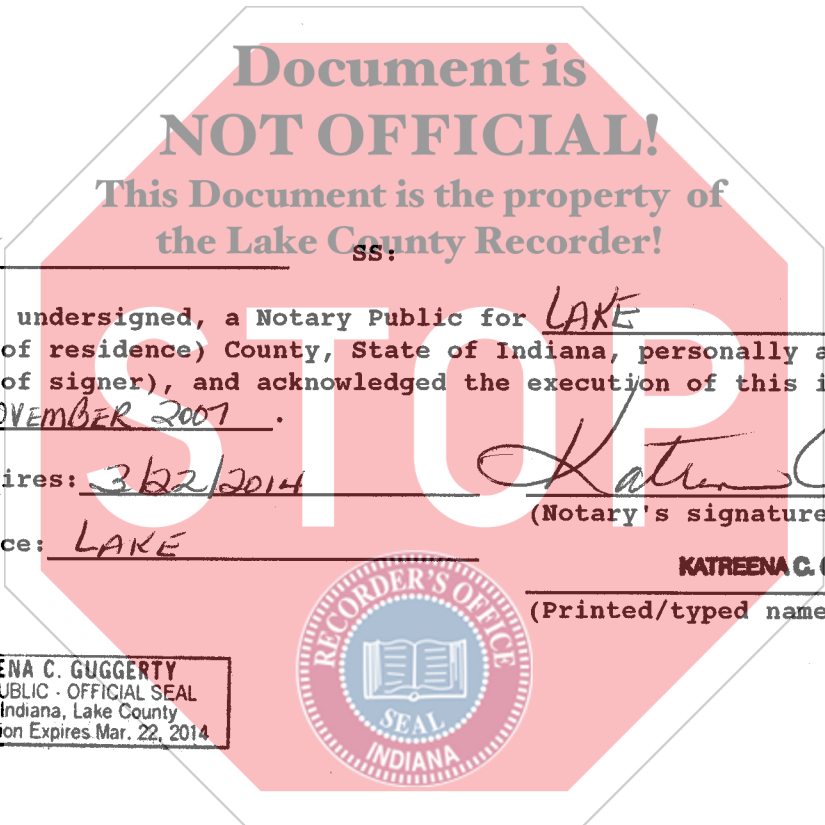 Document is
NOT OFFICIAL!
This Document is the property of
the Lake County Recorder!
SS:
STOP
undersigned, a Notary Public for LAKE
of residence) County, State of Indiana, personally a
of signer), and acknowledged the execution of this i
OVEMBER 2007 .
ires: 3/22/2014
Katreena C
(Notary's signature
ce: LAKE
KATREENA C. G
(Printed/typed name
RECORDER'S OFFICE
SEAL
INDIANA
ENA C. GUGGERTY
UBLIC - OFFICIAL SEAL
Indiana, Lake County
ion Expires Mar. 22, 2014